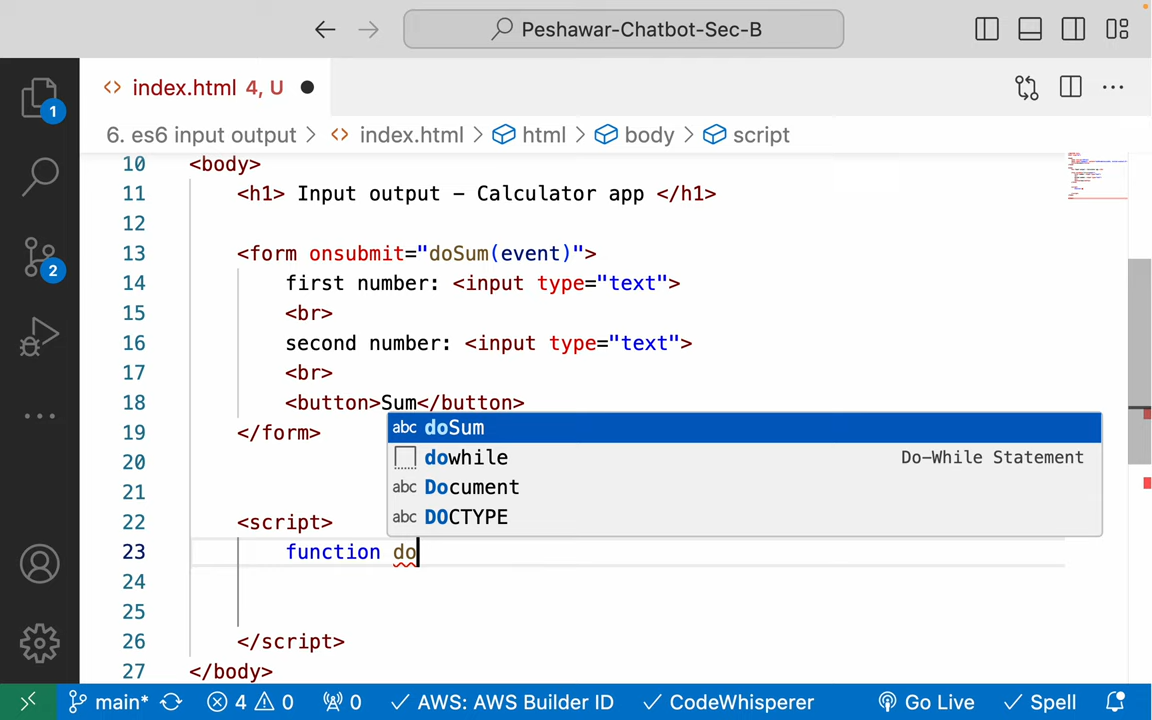 Peshawar-Chatbot-Sec-B
1
index.html 4, U
6. es6 input output > index.html > html > body > script
10 <body>
11 <h1> Input output - Calculator app </h1>
12
13 <form onsubmit="doSum(event)">
14 first number: <input type="text">
15 <br>
16 second number: <input type="text">
17 <br>
18 <button>Sum</button>
19 </form>
20
21
22 <script>
23 function do
24
25
26 </script>
27 </body>
abc doSum
dowhile Do-While Statement
abc Document
abc DOCTYPE
2
main* 4 0 0 AWS: AWS Builder ID CodeWhisperer Go Live Spell